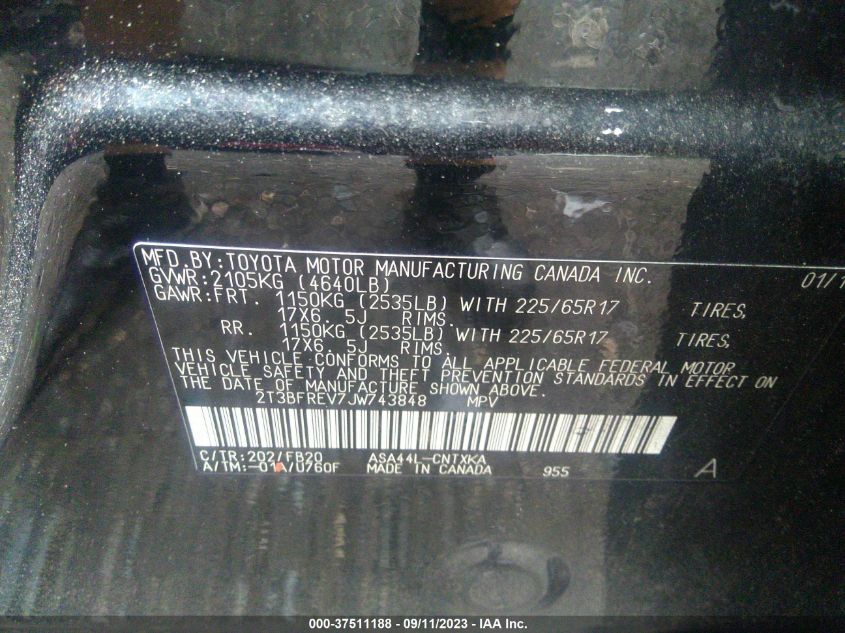 MFD. BY: TOYOTA MOTOR MANUFACTURING CANADA INC. 01/1
GVWR: 2105KG (4640LB)
GAWR: FRT. 1150KG (2535LB) WITH 225/65R17 TIRES,
17X6. 5J RIMS.
RR. 1150KG (2535LB) WITH 225/65R17 TIRES,
17X6. 5J RIMS.
THIS VEHICLE CONFORMS TO ALL APPLICABLE FEDERAL MOTOR
VEHICLE SAFETY AND THEFT PREVENTION STANDARDS IN EFFECT ON
THE DATE OF MANUFACTURE SHOWN ABOVE.
2T3BFREV7JW743848 MPV
C/TR: 202/FB20 ASA44L-CNTXKA
A/TM: -01A/U760F MADE IN CANADA 955 A
000-37511188 - 09/11/2023 - IAA Inc.